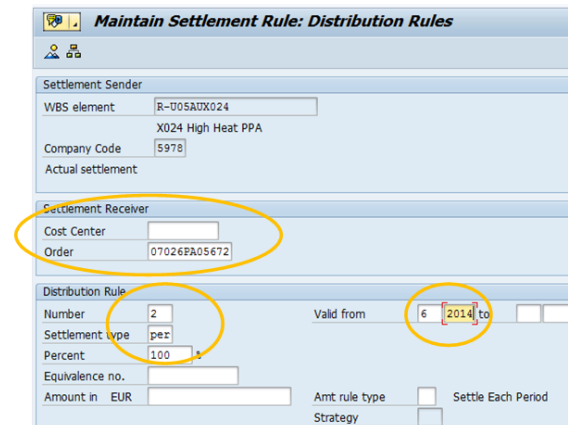 Maintain Settlement Rule: Distribution Rules
Settlement Sender
WBS element R-U05AUX024
X024 High Heat PPA
Company Code 5978
Actual settlement
Settlement Receiver
Cost Center
Order 07026PA05672
Distribution Rule
Number 2 Valid from 6 2014 to
Settlement type per
Percent 100 %
Equivalence no.
Amount in EUR Amt rule type Settle Each Period
Strategy